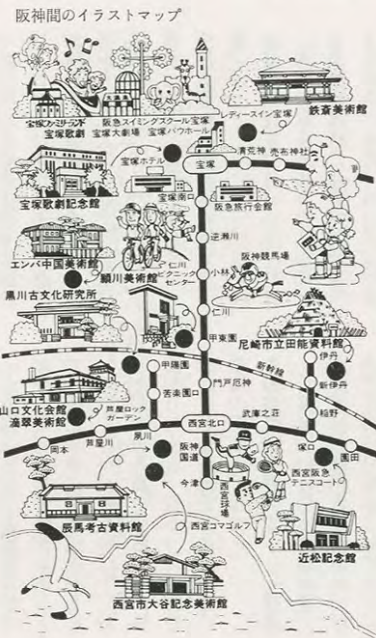 阪神間のイラストマップ
宝塚ファミリーランド
宝塚歌劇
阪急スイミングスクール宝塚
宝塚大劇場 宝塚バウホール
レディースイン宝塚
鉄斎美術館
宝塚ホテル
宝塚
清荒神
売布神社
宝塚歌劇記念館
宝塚南口
阪急旅行会館
エンバ中国美術館
頴川美術館
逆瀬川
仁川
ピクニック
センター
小林
阪神競馬場
黒川古文化研究所
仁川
甲東園
尼崎市立田能資料館
新幹線
伊丹
甲陽園
新伊丹
苦楽園口
門戸厄神
山口文化会館
滴翠美術館
芦屋ロック
ガーデン
西宮北口
武庫之荘
稲野
岡本
芦屋川
夙川
阪神
国道
塚口
園田
今津
西宮球場
西宮阪急
テニスコート
辰馬考古資料館
西宮コマゴルフ
近松記念館
西宮市大谷記念美術館